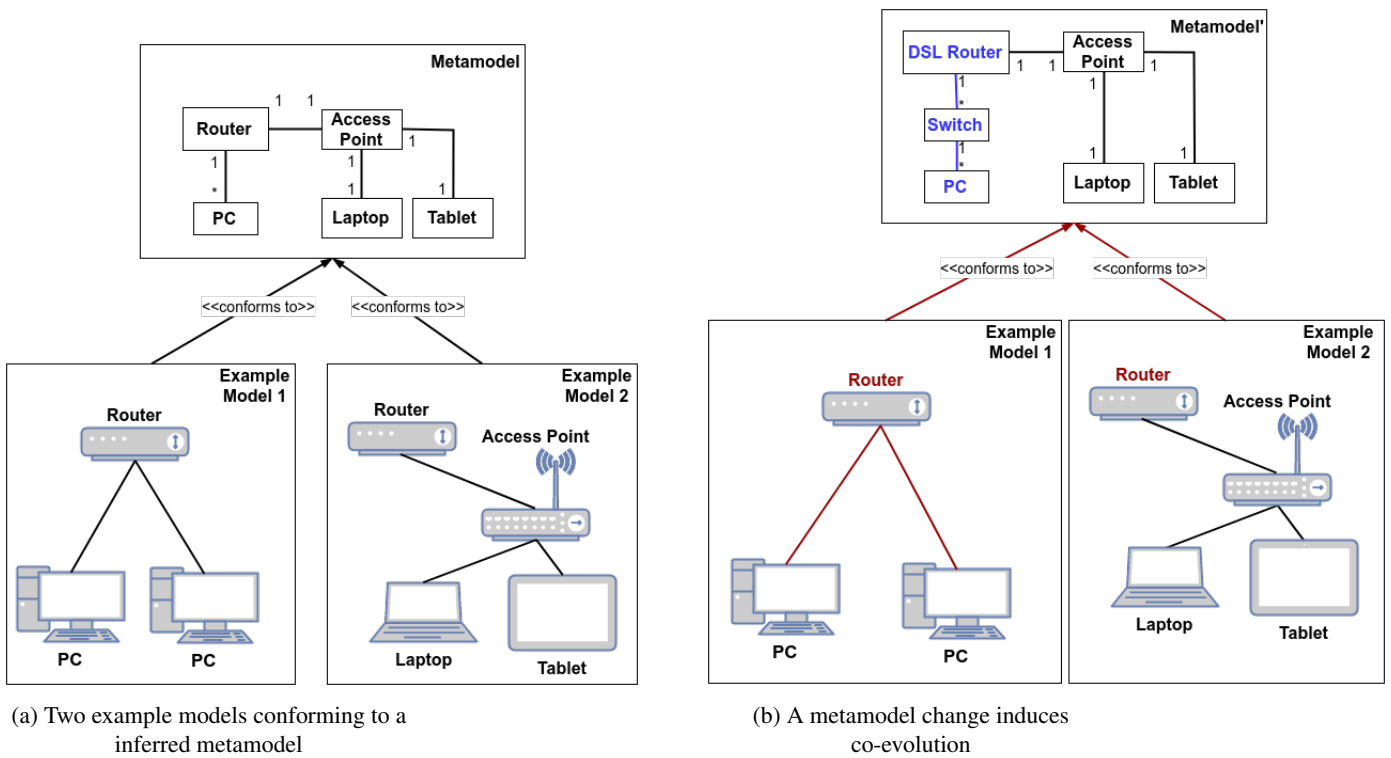 Metamodel
1 1
Router
Access
Point
1
1
1
*
1
1
PC
Laptop
Tablet
<<conforms to>>
<<conforms to>>
Example
Model 1
Router
PC
PC
Example
Model 2
Router
Access Point
Laptop
Tablet
(a) Two example models conforming to a
inferred metamodel
Metamodel'
DSL Router
Access
Point
1 1
1
1
*
1
Switch
1
*
1
1
PC
Laptop
Tablet
<<conforms to>>
<<conforms to>>
Example
Model 1
Router
PC
PC
Example
Model 2
Router
Access Point
Laptop
Tablet
(b) A metamodel change induces
co-evolution